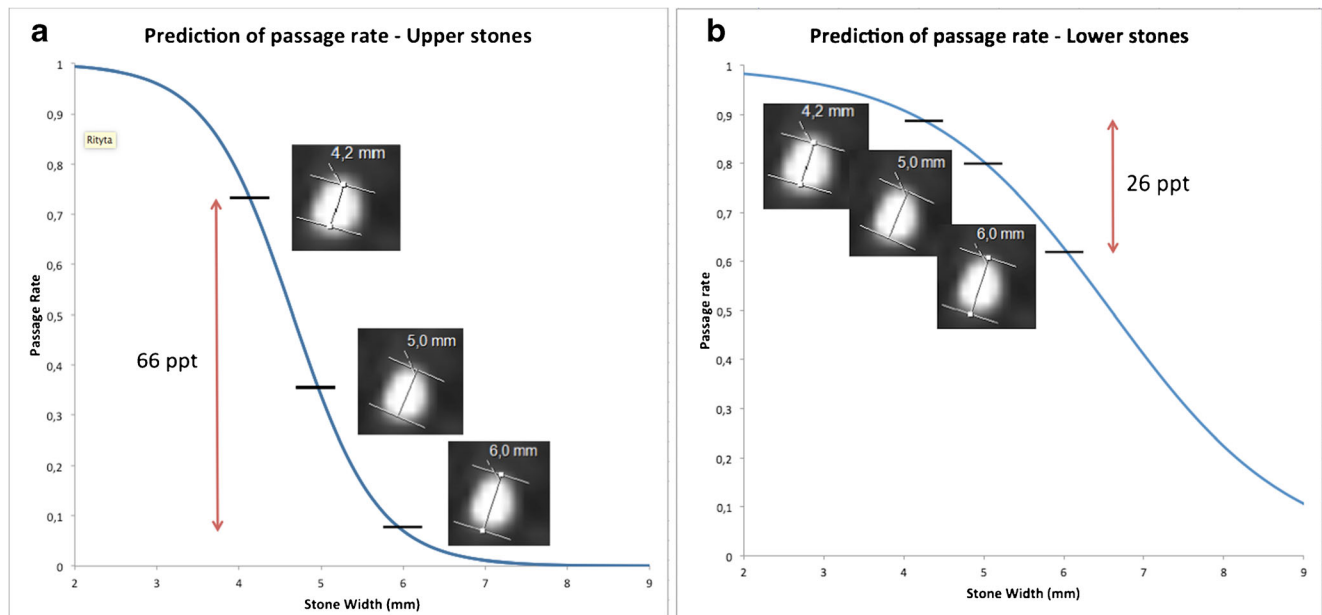 a
Prediction of passage rate - Upper stones
1
0,9
0,8
0,7
0,6
0,5
0,4
0,3
0,2
0,1
0
Passage Rate
Rityta
66 ppt
4,2 mm
5,0 mm
6,0 mm
2 3 4 5 6 7 8 9
Stone Width (mm)
b
Prediction of passage rate - Lower stones
1
0,9
0,8
0,7
0,6
0,5
0,4
0,3
0,2
0,1
0
Passage rate
4,2 mm
5,0 mm
6,0 mm
26 ppt
2 3 4 5 6 7 8 9
Stone Width (mm)